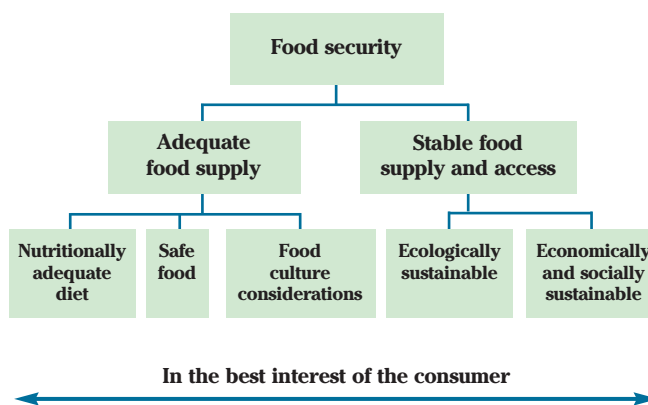 Food security
Adequate
food supply
Stable food
supply and access
Nutritionally
adequate
diet
Safe
food
Food
culture
considerations
Ecologically
sustainable
Economically
and socially
sustainable
In the best interest of the consumer